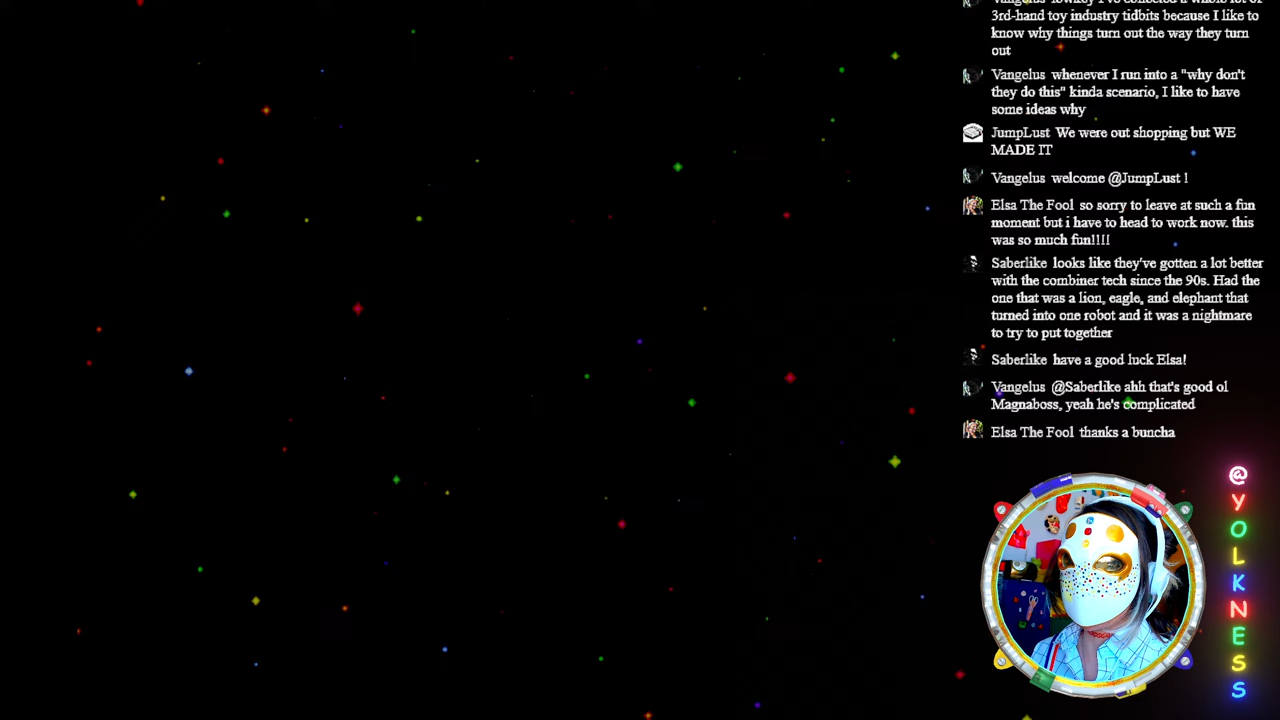 3rd-hand toy industry tidbits because I like to
know why things turn out the way they turn
out
Vangelus whenever I run into a "why don't
they do this" kinda scenario, I like to have
some ideas why
JumpLust We were out shopping but WE
MADE IT
Vangelus welcome @JumpLust !
Elsa The Fool so sorry to leave at such a fun
moment but i have to head to work now. this
was so much fun!!!!
Saberlike looks like they've gotten a lot better
with the combiner tech since the 90s. Had the
one that was a lion, eagle, and elephant that
turned into one robot and it was a nightmare
to try to put together
Saberlike have a good luck Elsa!
Vangelus @Saberlike ahh that's good ol
Magnaboss, yeah he's complicated
Elsa The Fool thanks a buncha
@YOLKNESS